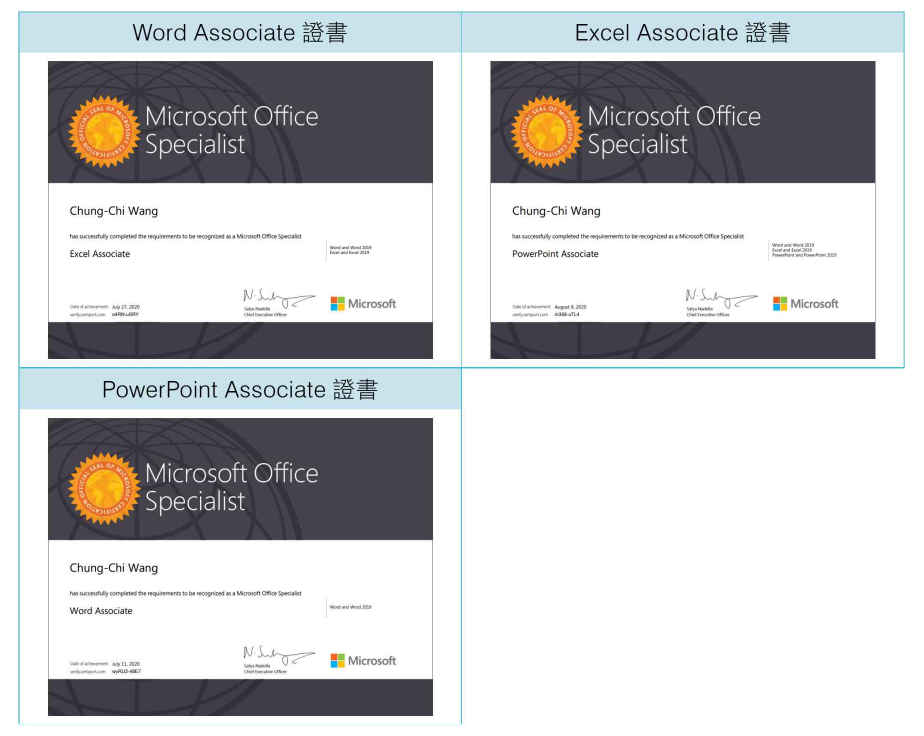 Word Associate 證書
Excel Associate 證書
OFFICIAL SEAL OF MICROSOFT CERTIFICATION
Microsoft Office
Specialist
Chung-Chi Wang
has successfully completed the requirements to be recognized as a Microsoft Office Specialist
Excel Associate
Word and Word 2019
Excel and Excel 2019
Date of achievement: July 27, 2020
verify.certiport.com o4RN-uSRY
Satya Nadella
Chief Executive Officer
Microsoft
OFFICIAL SEAL OF MICROSOFT CERTIFICATION
Microsoft Office
Specialist
Chung-Chi Wang
has successfully completed the requirements to be recognized as a Microsoft Office Specialist
PowerPoint Associate
Word and Word 2019
Excel and Excel 2019
PowerPoint and PowerPoint 2019
Date of achievement: August 9, 2020
verify.certiport.com m356-uTL4
Satya Nadella
Chief Executive Officer
Microsoft
PowerPoint Associate 證書
OFFICIAL SEAL OF MICROSOFT CERTIFICATION
Microsoft Office
Specialist
Chung-Chi Wang
has successfully completed the requirements to be recognized as a Microsoft Office Specialist
Word Associate
Word and Word 2019
Date of achievement: July 11, 2020
verify.certiport.com
Satya Nadella
Chief Executive Officer
Microsoft